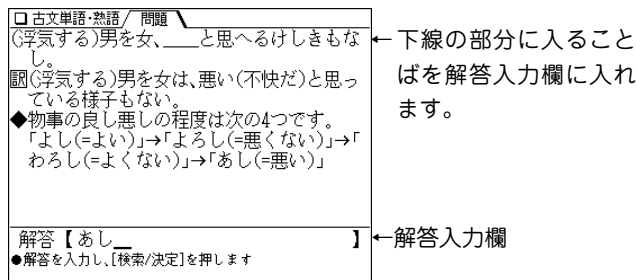 古文単語・熟語/ 問題
(浮気する)男を女、____と思へるけしきもな
し。
訳(浮気する)男を女は、悪い(不快だ)と思っ
ている様子もない。
◆物事の良し悪しの程度は次の4つです。
「よし(=よい)」→「よろし(=悪くない)」→「
わろし(=よくない)」→「あし(=悪い)」
解答【あし_ 】
●解答を入力し、[検索/決定]を押します
←下線の部分に入ること
ばを解答入力欄に入れ
ます。
←解答入力欄